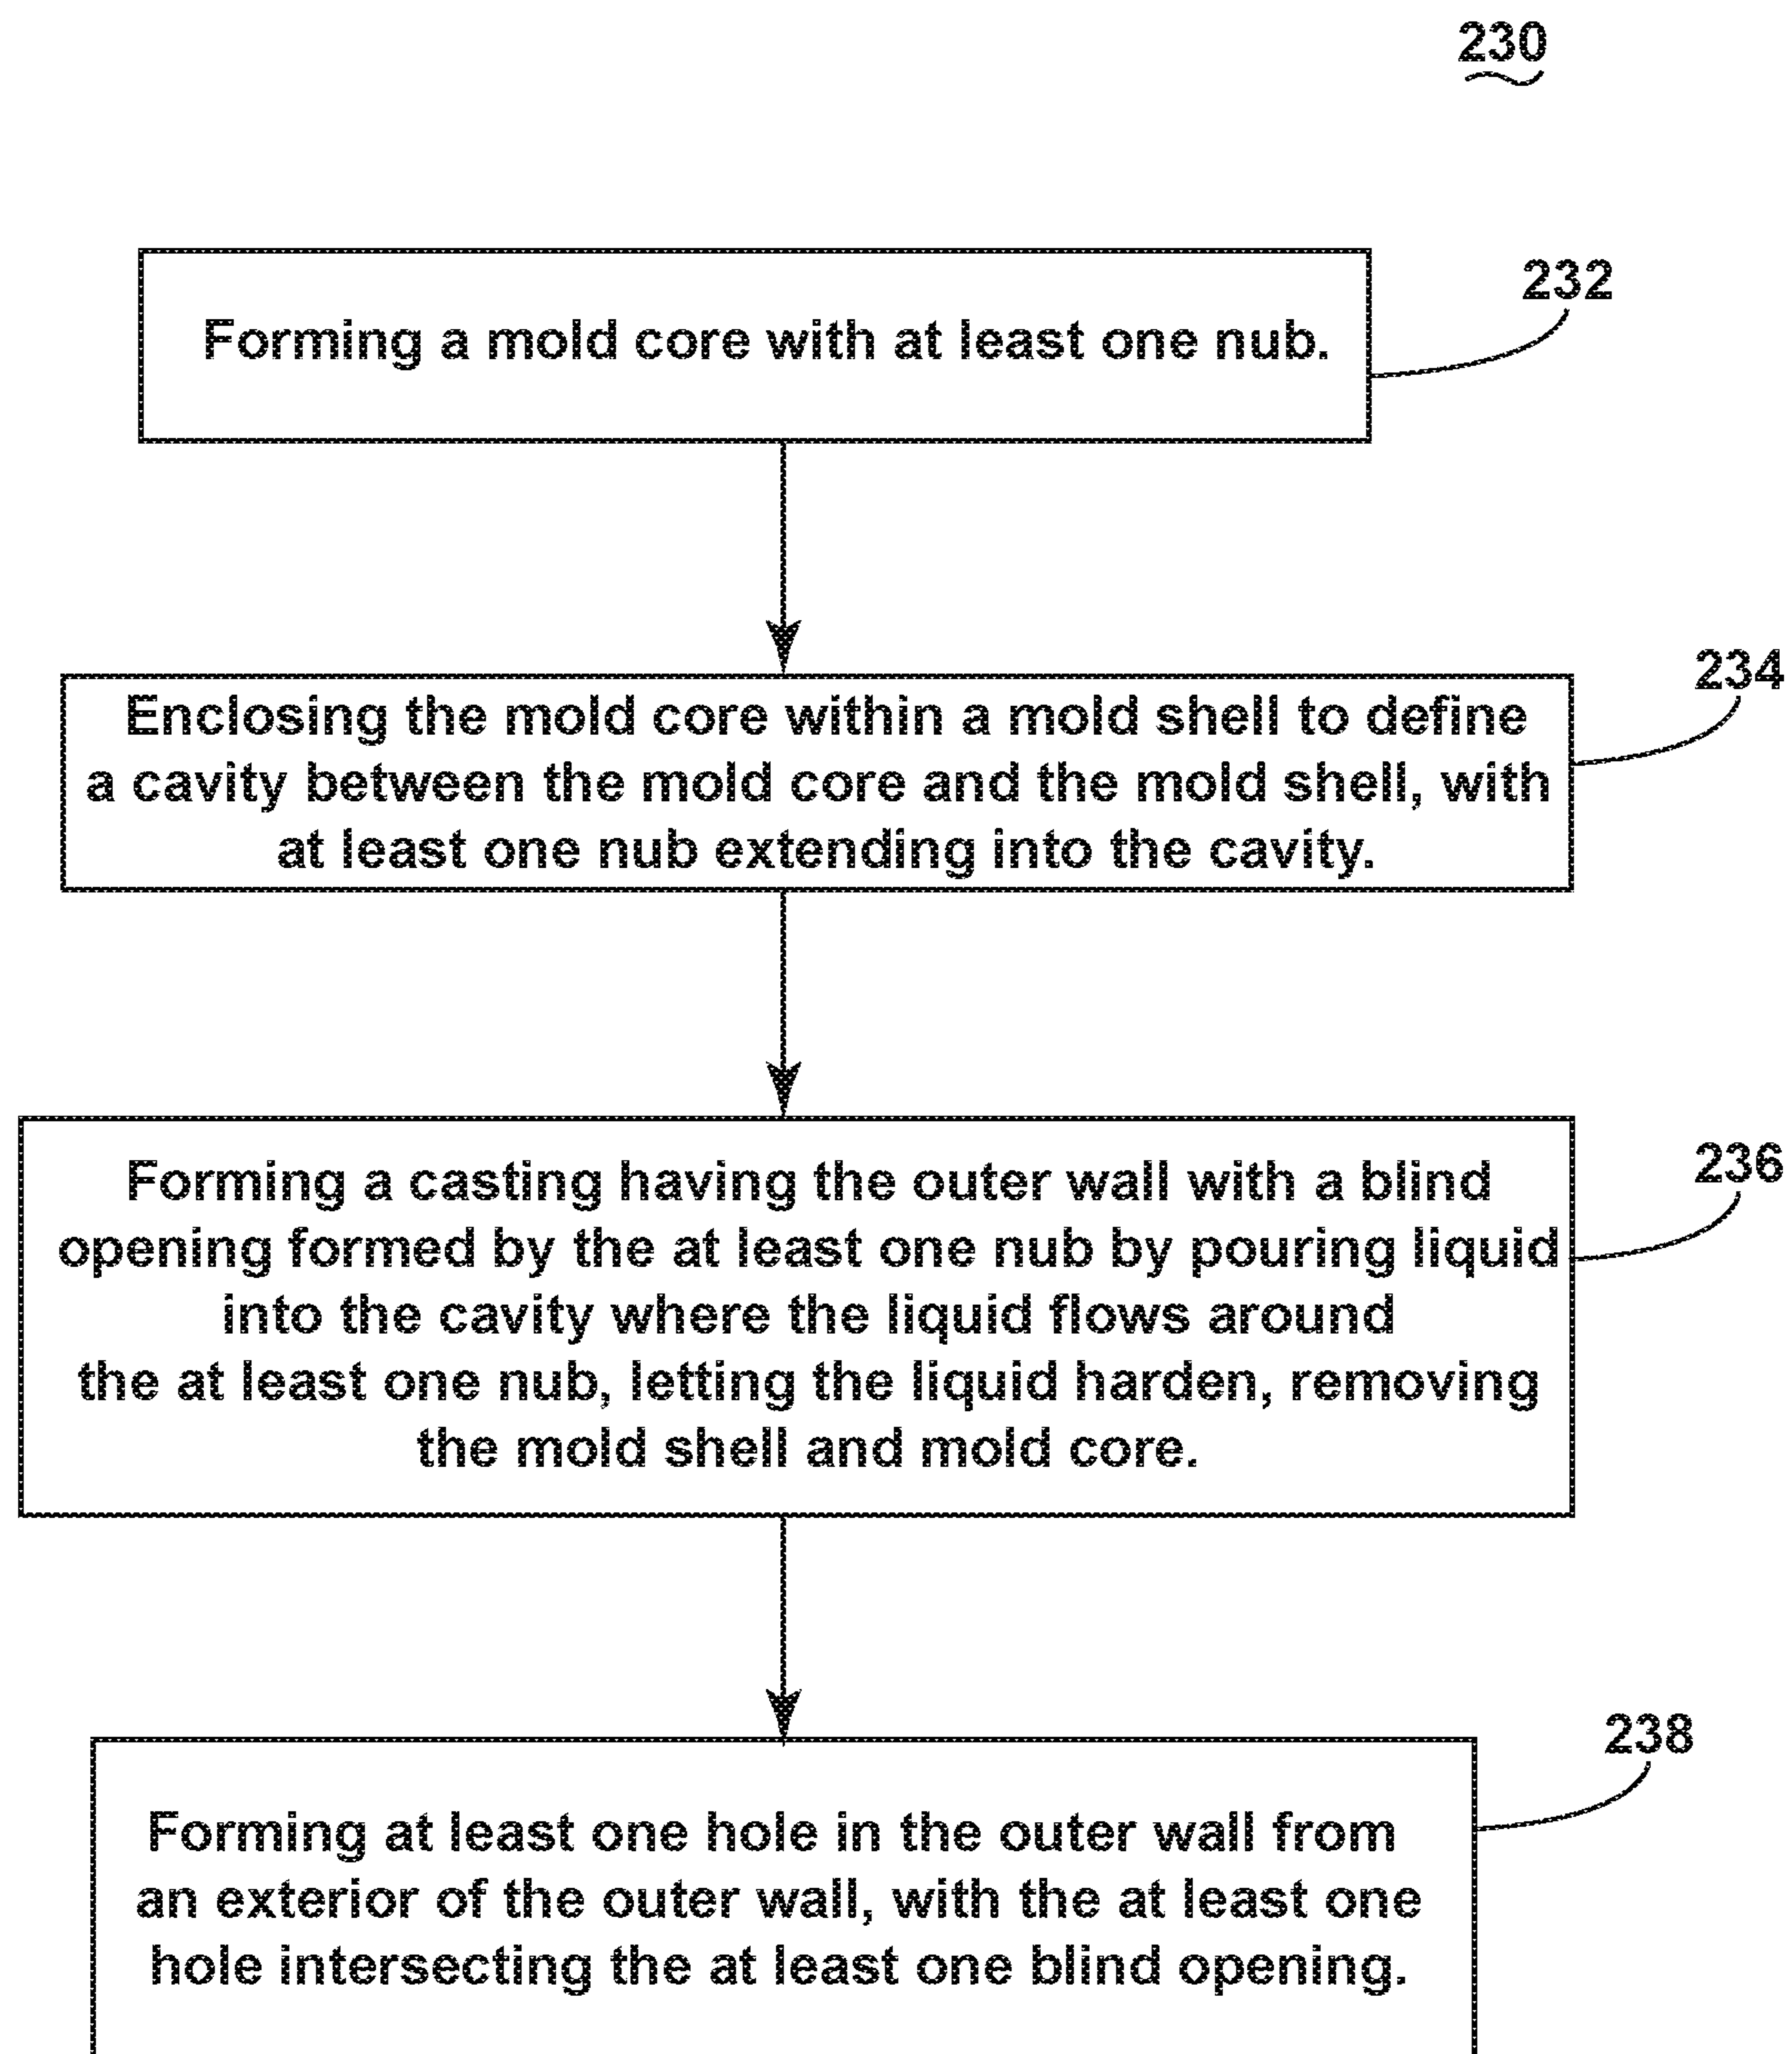 230
232
Forming a mold core with at least one nub.
234
Enclosing the mold core within a mold shell to define
a cavity between the mold core and the mold shell, with
at least one nub extending into the cavity.
236
Forming a casting having the outer wall with a blind
opening formed by the at least one nub by pouring liquid
into the cavity where the liquid flows around
the at least one nub, letting the liquid harden, removing
the mold shell and mold core.
238
Forming at least one hole in the outer wall from
an exterior of the outer wall, with the at least one
hole intersecting the at least one blind opening.